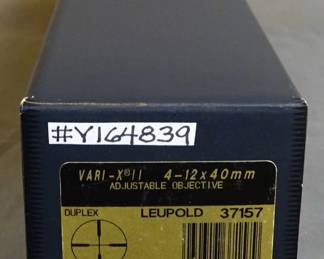 #Y164839
VARI-X®II 4-12x40mm
ADJUSTABLE OBJECTIVE
DUPLEX LEUPOLD 37157